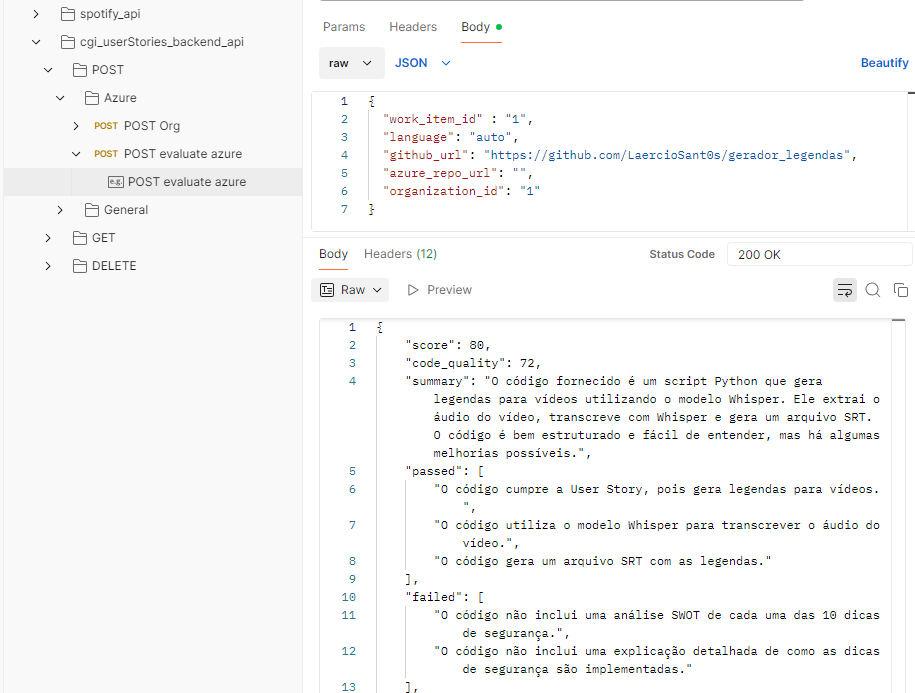 spotify_api
cgi_userStories_backend_api
POST
Azure
POST POST Org
POST POST evaluate azure
e.g. POST evaluate azure
General
GET
DELETE
Params Headers Body
raw JSON Beautify
1 {
2 "work_item_id" : "1",
3 "language": "auto",
4 "github_url": "https://github.com/LaercioSant0s/gerador_legendas",
5 "azure_repo_url": "",
6 "organization_id": "1"
7 }
Body Headers (12) Status Code 200 OK
Raw Preview
1 {
2 "score": 80,
3 "code_quality": 72,
4 "summary": "O código fornecido é um script Python que gera
legendas para vídeos utilizando o modelo Whisper. Ele extrai o
áudio do vídeo, transcreve com Whisper e gera um arquivo SRT.
O código é bem estruturado e fácil de entender, mas há algumas
melhorias possíveis.",
5 "passed": [
6 "O código cumpre a User Story, pois gera legendas para vídeos.
",
7 "O código utiliza o modelo Whisper para transcrever o áudio do
vídeo.",
8 "O código gera um arquivo SRT com as legendas."
9 ],
10 "failed": [
11 "O código não inclui uma análise SWOT de cada uma das 10 dicas
de segurança.",
12 "O código não inclui uma explicação detalhada de como as dicas
de segurança são implementadas."
13 ],